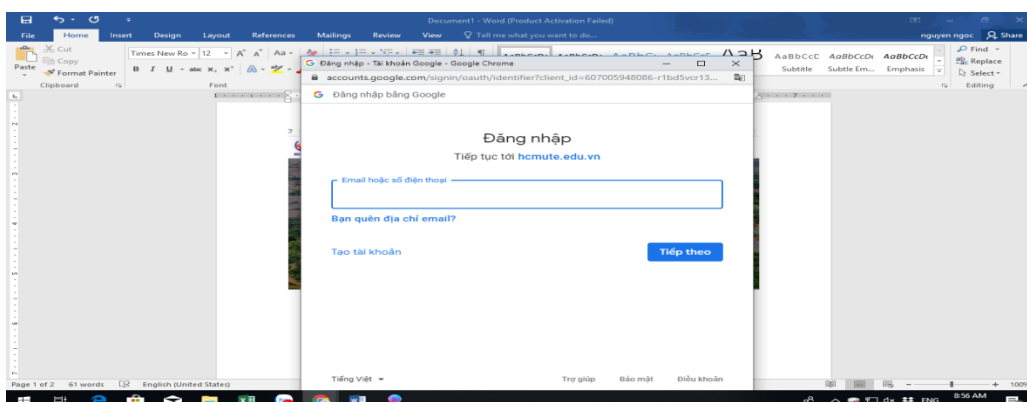 Document1 - Word (Product Activation Failed)
File Home Insert Design Layout References Mailings Review View Tell me what you want to do... nguyen ngoc Share
Cut
Copy
Paste
Format Painter
Clipboard
Times New Ro 12
Font
Đăng nhập - Tài khoản Google - Google Chrome
accounts.google.com/signin/oauth/identifier?client_id=607005948086-r1bd5vcr13...
Đăng nhập bằng Google
Đăng nhập
Tiếp tục tới hcmute.edu.vn
Email hoặc số điện thoại
Bạn quên địa chỉ email?
Tạo tài khoản
Tiếp theo
Tiếng Việt
Trợ giúp Bảo mật Điều khoản
AaBbCcD AaBbCcDc AaBbCcDc
Subtitle Subtle Em... Emphasis
Find
Replace
Select
Editing
Page 1 of 2 61 words English (United States)
ENG
8:56 AM